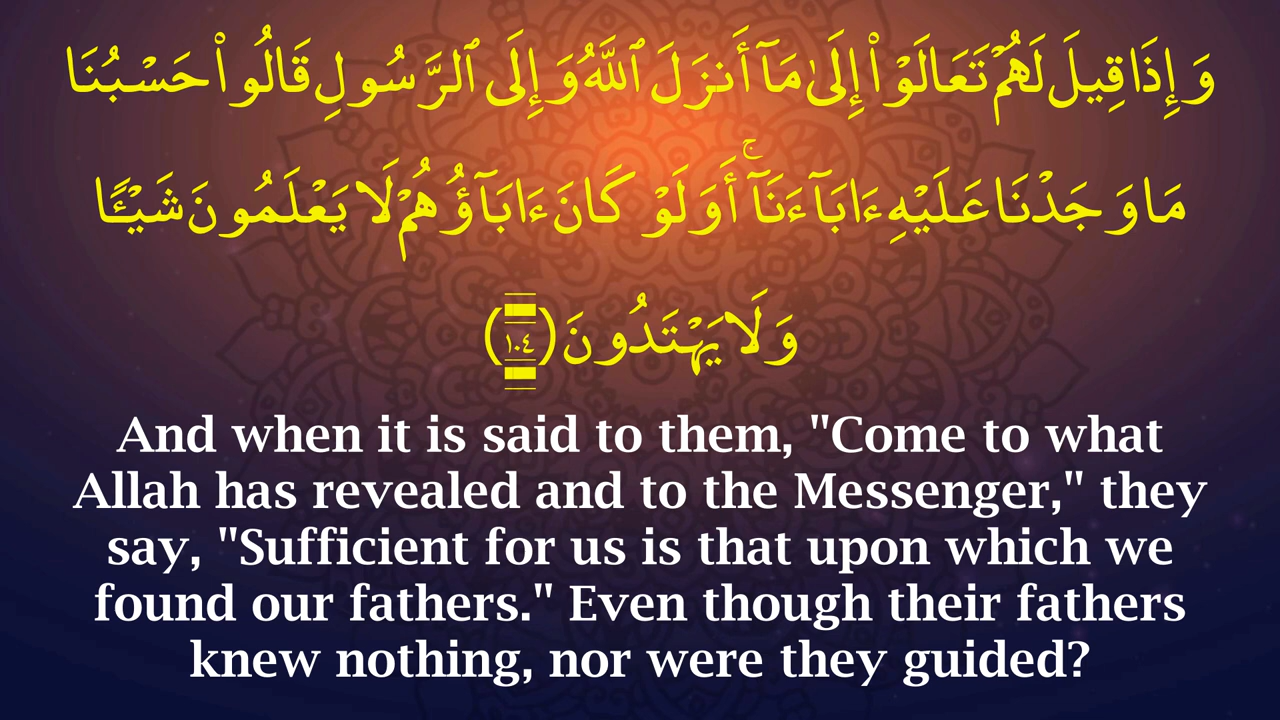 وَإِذَا قِيلَ لَهُمْ تَعَالَوْا۟ إِلَىٰ مَآ أَنزَلَ ٱللَّهُ وَإِلَى ٱلرَّسُولِ قَالُوا۟ حَسْبُنَا
مَا وَجَدْنَا عَلَيْهِ ءَابَآءَنَآ ۚ أَوَلَوْ كَانَ ءَابَآؤُهُمْ لَا يَعْلَمُونَ شَيْـًٔا
وَلَا يَهْتَدُونَ (١٠٤)
And when it is said to them, "Come to what
Allah has revealed and to the Messenger," they
say, "Sufficient for us is that upon which we
found our fathers." Even though their fathers
knew nothing, nor were they guided?